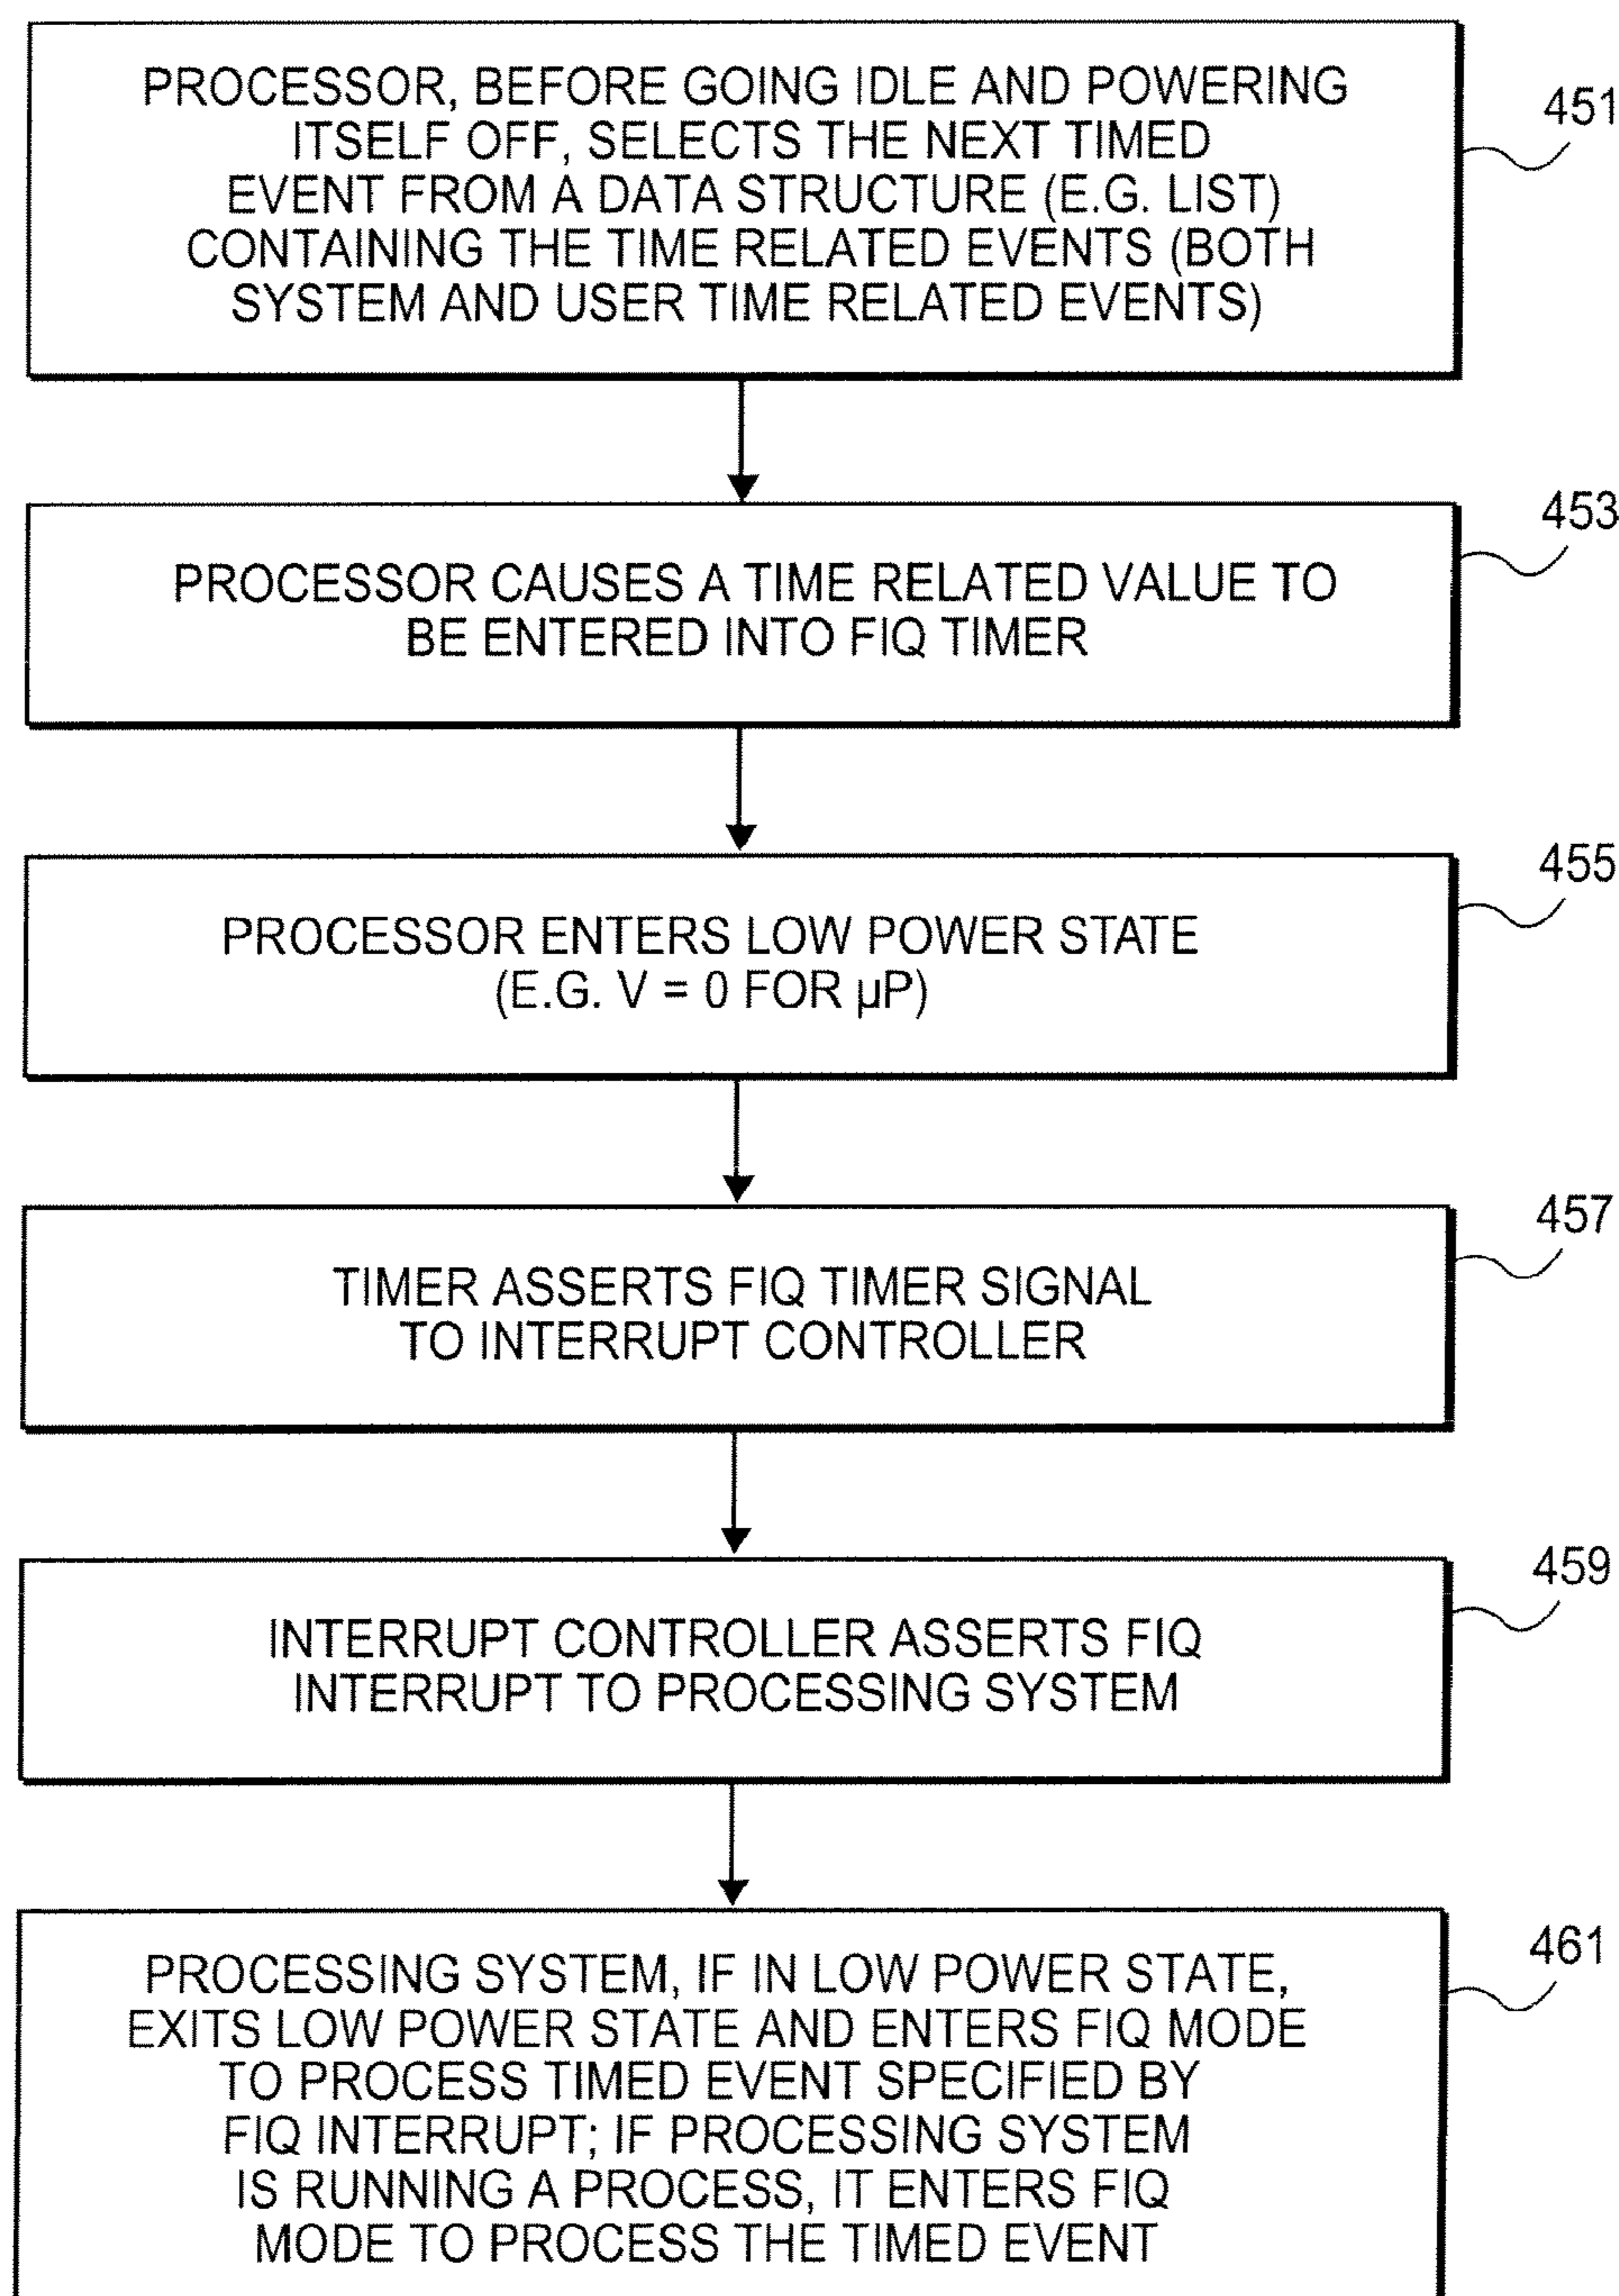 PROCESSOR, BEFORE GOING IDLE AND POWERING
ITSELF OFF, SELECTS THE NEXT TIMED
EVENT FROM A DATA STRUCTURE (E.G. LIST)
CONTAINING THE TIME RELATED EVENTS (BOTH
SYSTEM AND USER TIME RELATED EVENTS)
451
PROCESSOR CAUSES A TIME RELATED VALUE TO
BE ENTERED INTO FIQ TIMER
453
PROCESSOR ENTERS LOW POWER STATE
(E.G. V = 0 FOR µP)
455
TIMER ASSERTS FIQ TIMER SIGNAL
TO INTERRUPT CONTROLLER
457
INTERRUPT CONTROLLER ASSERTS FIQ
INTERRUPT TO PROCESSING SYSTEM
459
PROCESSING SYSTEM, IF IN LOW POWER STATE,
EXITS LOW POWER STATE AND ENTERS FIQ MODE
TO PROCESS TIMED EVENT SPECIFIED BY
FIQ INTERRUPT; IF PROCESSING SYSTEM
IS RUNNING A PROCESS, IT ENTERS FIQ
MODE TO PROCESS THE TIMED EVENT
461